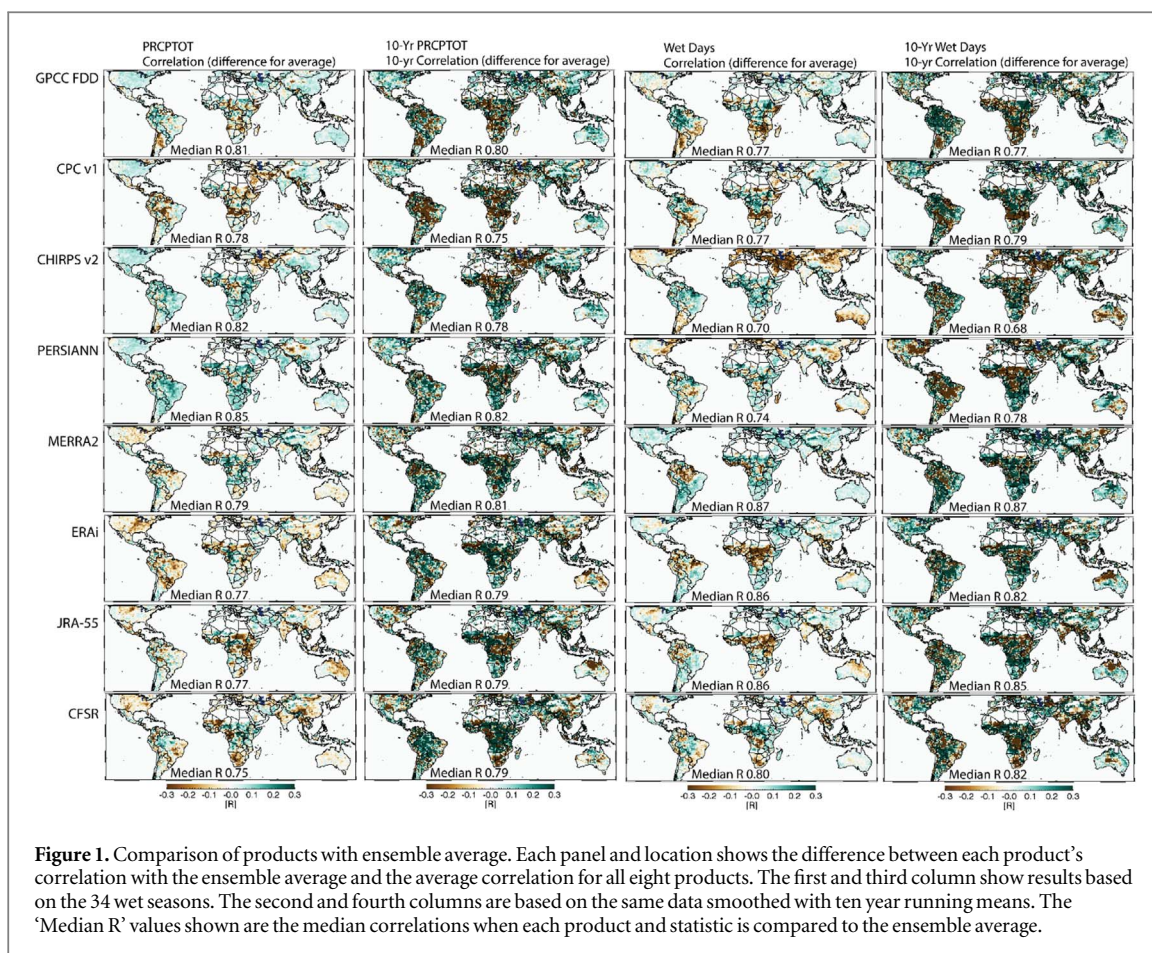 PRCPTOT
Correlation (difference for average)
10-Yr PRCPTOT
10-yr Correlation (difference for average)
Wet Days
Correlation (difference for average)
10-Yr Wet Days
10-yr Correlation (difference for average)
GPCC FDD
Median R 0.81
Median R 0.80
Median R 0.77
Median R 0.77
CPC v1
Median R 0.78
Median R 0.75
Median R 0.77
Median R 0.79
CHIRPS v2
Median R 0.82
Median R 0.78
Median R 0.70
Median R 0.68
PERSIANN
Median R 0.85
Median R 0.82
Median R 0.74
Median R 0.78
MERRA2
Median R 0.79
Median R 0.81
Median R 0.87
Median R 0.87
ERAi
Median R 0.77
Median R 0.79
Median R 0.86
Median R 0.82
JRA-55
Median R 0.77
Median R 0.79
Median R 0.86
Median R 0.85
CFSR
Median R 0.75
Median R 0.79
Median R 0.80
Median R 0.82
-0.3 -0.2 -0.1 -0.0 0.1 0.2 0.3
[R]
-0.3 -0.2 -0.1 -0.0 0.1 0.2 0.3
[R]
-0.3 -0.2 -0.1 -0.0 0.1 0.2 0.3
[R]
-0.3 -0.2 -0.1 -0.0 0.1 0.2 0.3
[R]
Figure 1. Comparison of products with ensemble average. Each panel and location shows the difference between each product's
correlation with the ensemble average and the average correlation for all eight products. The first and third column show results based
on the 34 wet seasons. The second and fourth columns are based on the same data smoothed with ten year running means. The
'Median R' values shown are the median correlations when each product and statistic is compared to the ensemble average.